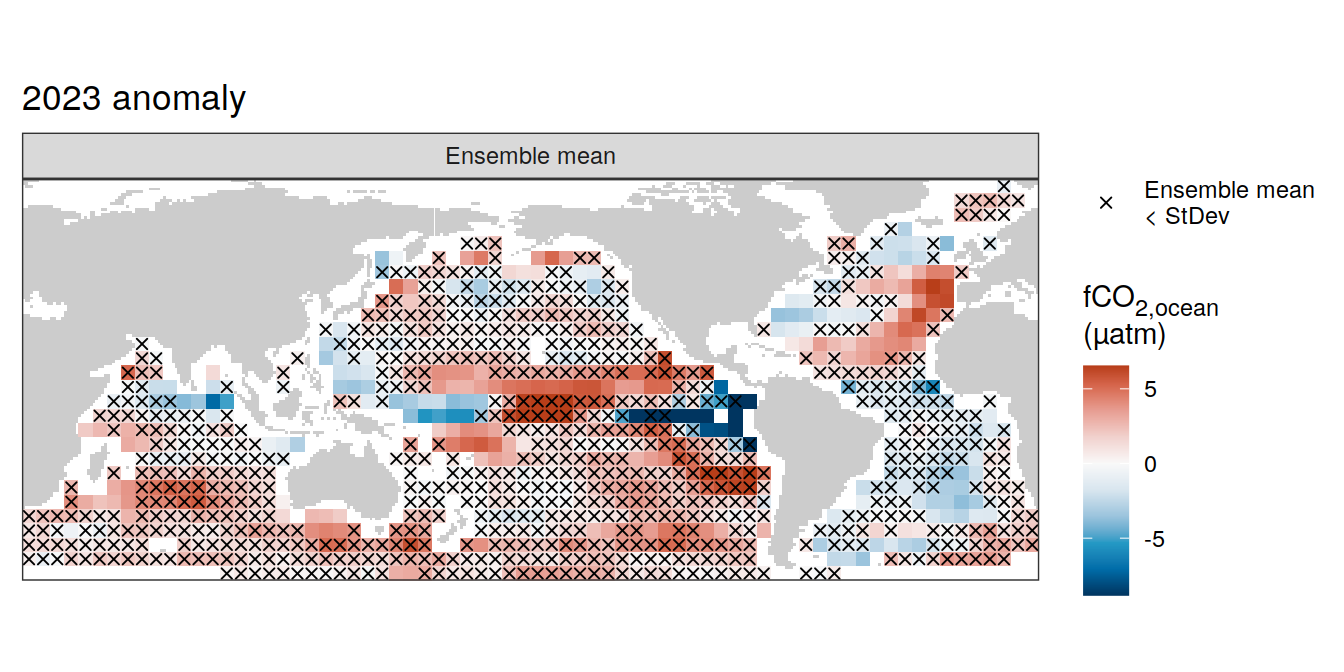 2023 anomaly
Ensemble mean
Ensemble mean
< StDev
fCO2,ocean
(µatm)
5
0
-5